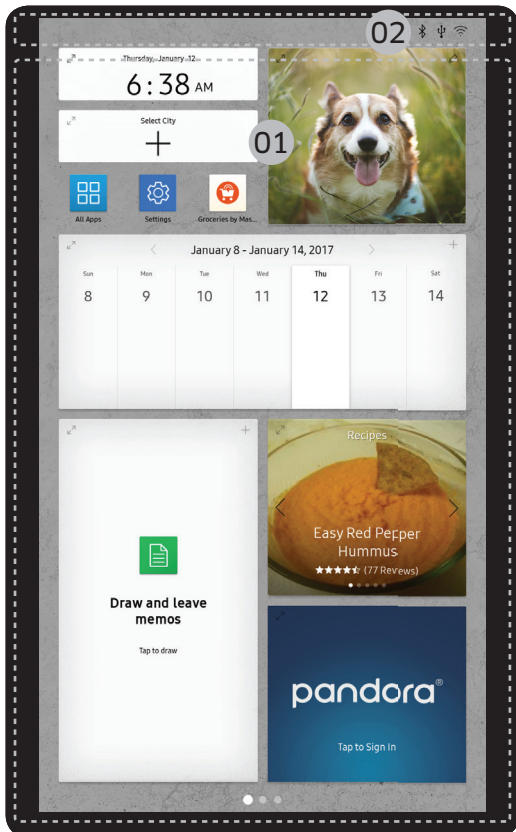 02
Thursday, January 12
6:38 AM
Select City
01
All Apps
Settings
Groceries by Mas...
January 8 - January 14, 2017
Sun Mon Tue Wed Thu Fri Sat
8 9 10 11 12 13 14
Recipes
Easy Red Pepper
Hummus
(77 Reviews)
Draw and leave
memos
Tap to draw
pandora®
Tap to Sign In